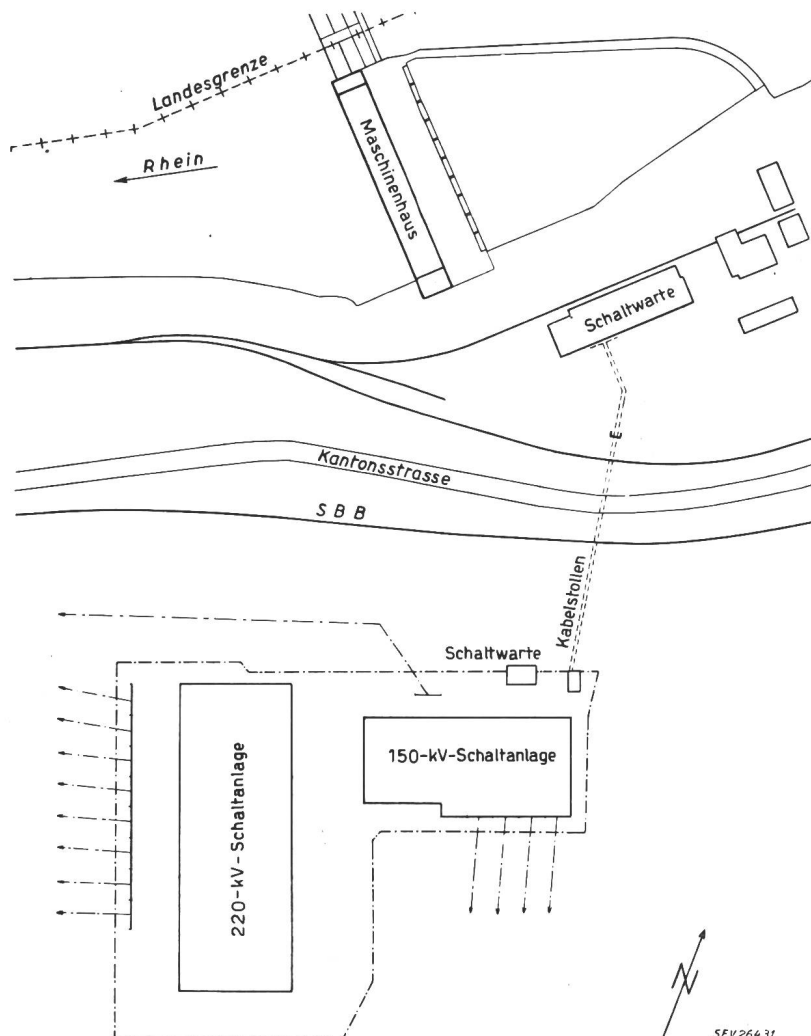 Landesgrenze
Rhein
Maschinenhaus
Schaltwarte
Kantonsstrasse
SBB
Kabelstollen
Schaltwarte
150-kV-Schaltanlage
220-kV-Schaltanlage
N
SEV26431